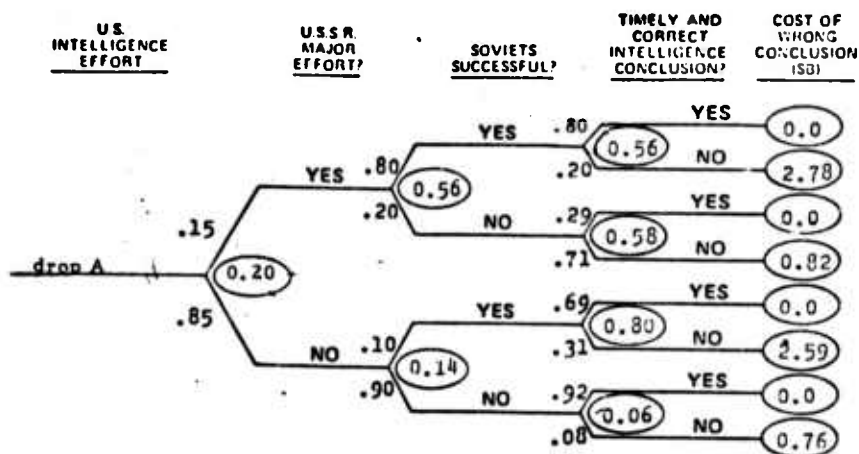 U.S. INTELLIGENCE EFFORT
U.S.S.R. MAJOR EFFORT?
SOVIETS SUCCESSFUL?
TIMELY AND CORRECT INTELLIGENCE CONCLUSION?
COST OF WRONG CONCLUSION ($B)
drop A
.15
.85
0.20
YES
NO
.80
.20
0.56
.10
.90
0.14
YES
NO
YES
NO
.80
.20
0.56
.29
.71
0.58
.69
.31
0.80
.92
.08
0.06
YES
0.0
NO
2.78
YES
0.0
NO
0.82
YES
0.0
NO
2.59
YES
0.0
NO
0.76